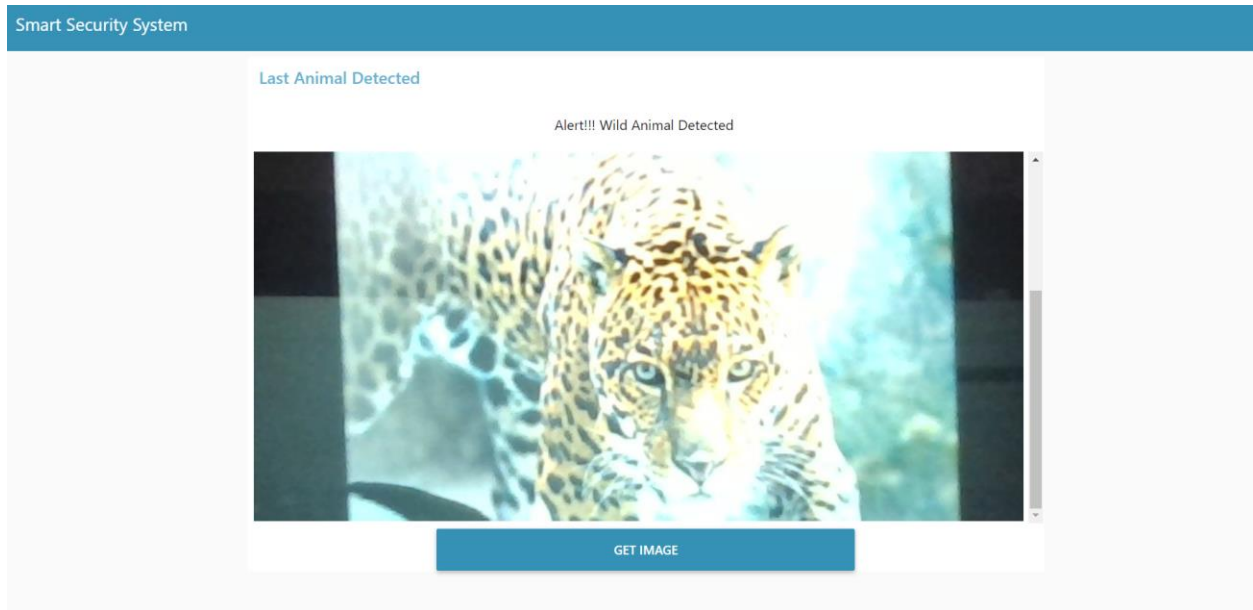 Smart Security System
Last Animal Detected
Alert!!! Wild Animal Detected
GET IMAGE